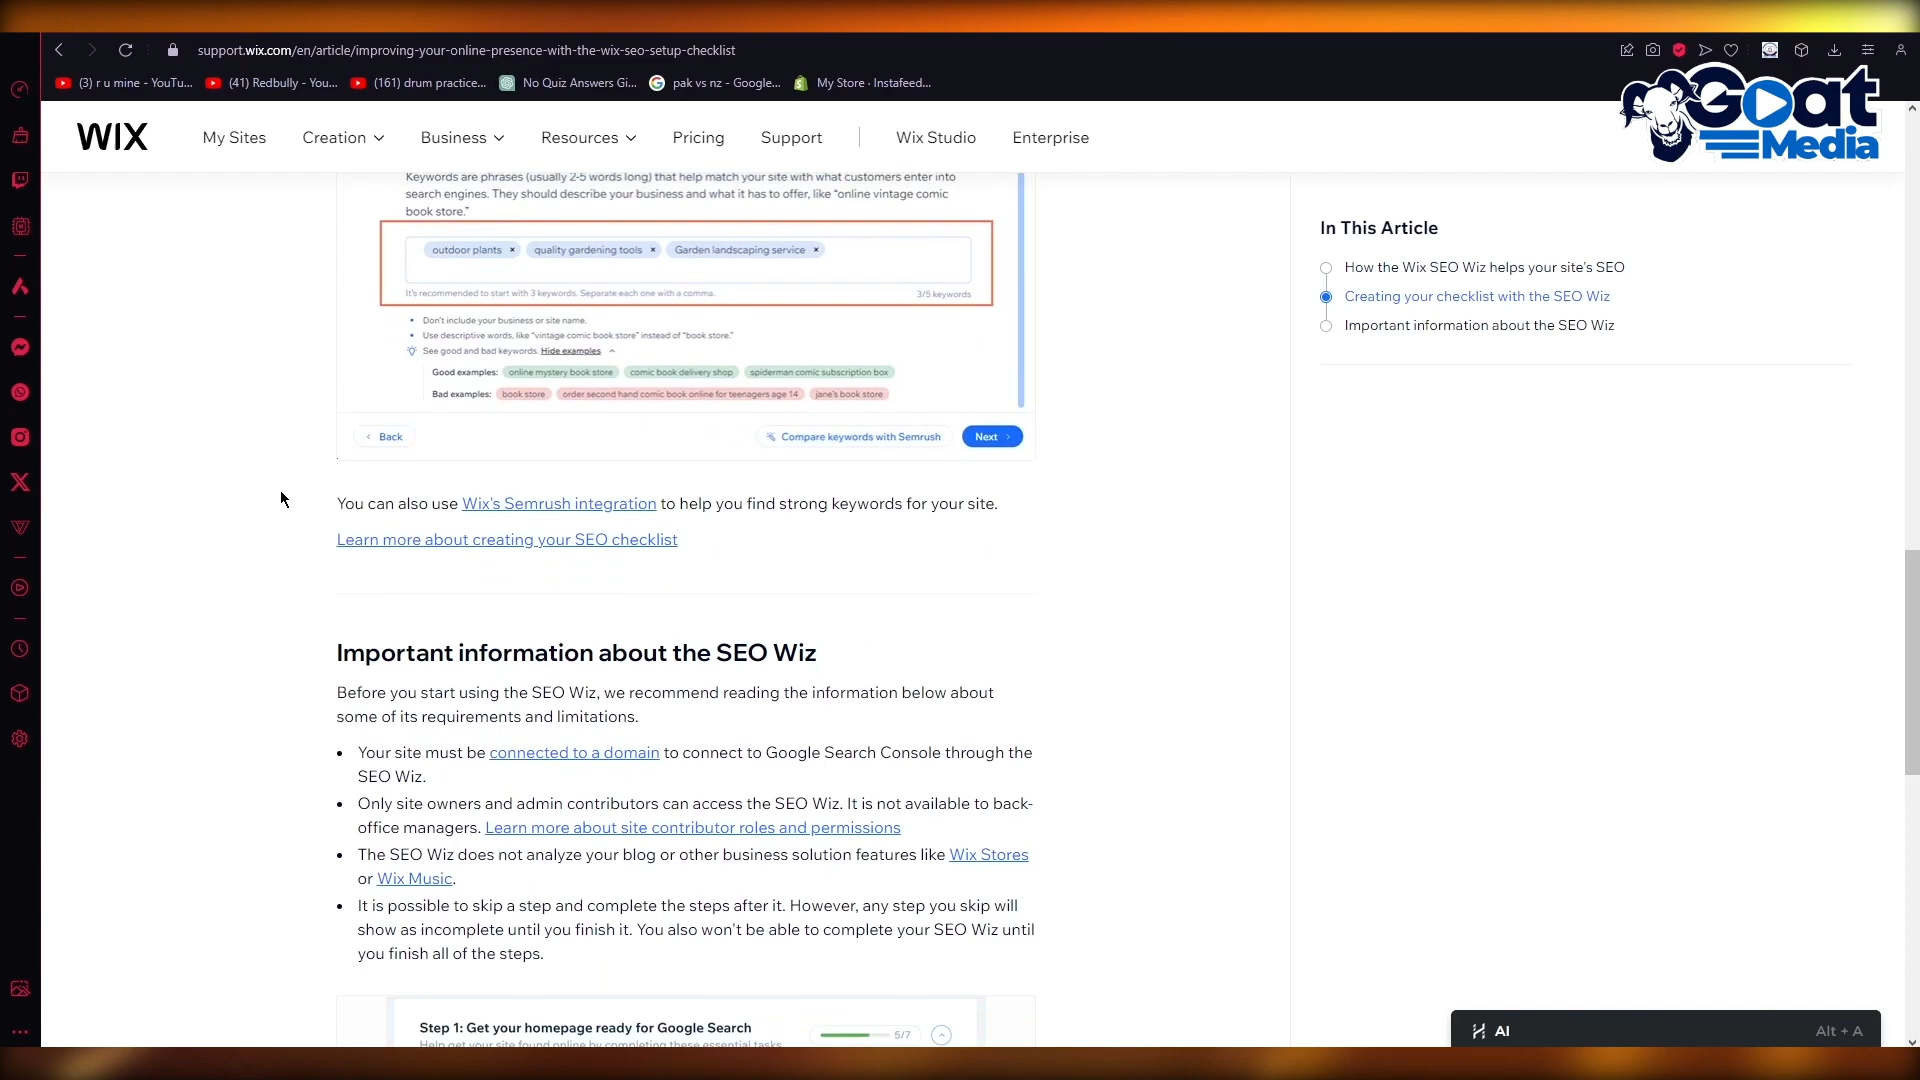 support.wix.com/en/article/improving-your-online-presence-with-the-wix-seo-setup-checklist
(3) r u mine - YouTu...
(41) Redbully - You...
(161) drum practice...
No Quiz Answers Gi...
pak vs nz - Google...
My Store · Instafeed...
Goat Media
WIX
My Sites
Creation
Business
Resources
Pricing
Support
Wix Studio
Enterprise
Keywords are phrases (usually 2-5 words long) that help match your site with what customers enter into
search engines. They should describe your business and what it has to offer, like "online vintage comic
book store."
outdoor plants ×
quality gardening tools ×
Garden landscaping service ×
It's recommended to start with 3 keywords. Separate each one with a comma.
3/5 keywords
• Don't include your business or site name.
• Use descriptive words, like "vintage comic book store" instead of "book store."
See good and bad keywords. Hide examples
Good examples: online mystery book store comic book delivery shop spiderman comic subscription box
Bad examples: book store order second hand comic book online for teenagers age 14 jane's book store
Back
Compare keywords with Semrush
Next
You can also use Wix's Semrush integration to help you find strong keywords for your site.
Learn more about creating your SEO checklist
Important information about the SEO Wiz
Before you start using the SEO Wiz, we recommend reading the information below about
some of its requirements and limitations.
• Your site must be connected to a domain to connect to Google Search Console through the
SEO Wiz.
• Only site owners and admin contributors can access the SEO Wiz. It is not available to back-
office managers. Learn more about site contributor roles and permissions
• The SEO Wiz does not analyze your blog or other business solution features like Wix Stores
or Wix Music.
• It is possible to skip a step and complete the steps after it. However, any step you skip will
show as incomplete until you finish it. You also won't be able to complete your SEO Wiz until
you finish all of the steps.
Step 1: Get your homepage ready for Google Search
5/7
Help get your site found online by completing these essential tasks
In This Article
How the Wix SEO Wiz helps your site's SEO
Creating your checklist with the SEO Wiz
Important information about the SEO Wiz
AI
Alt + A